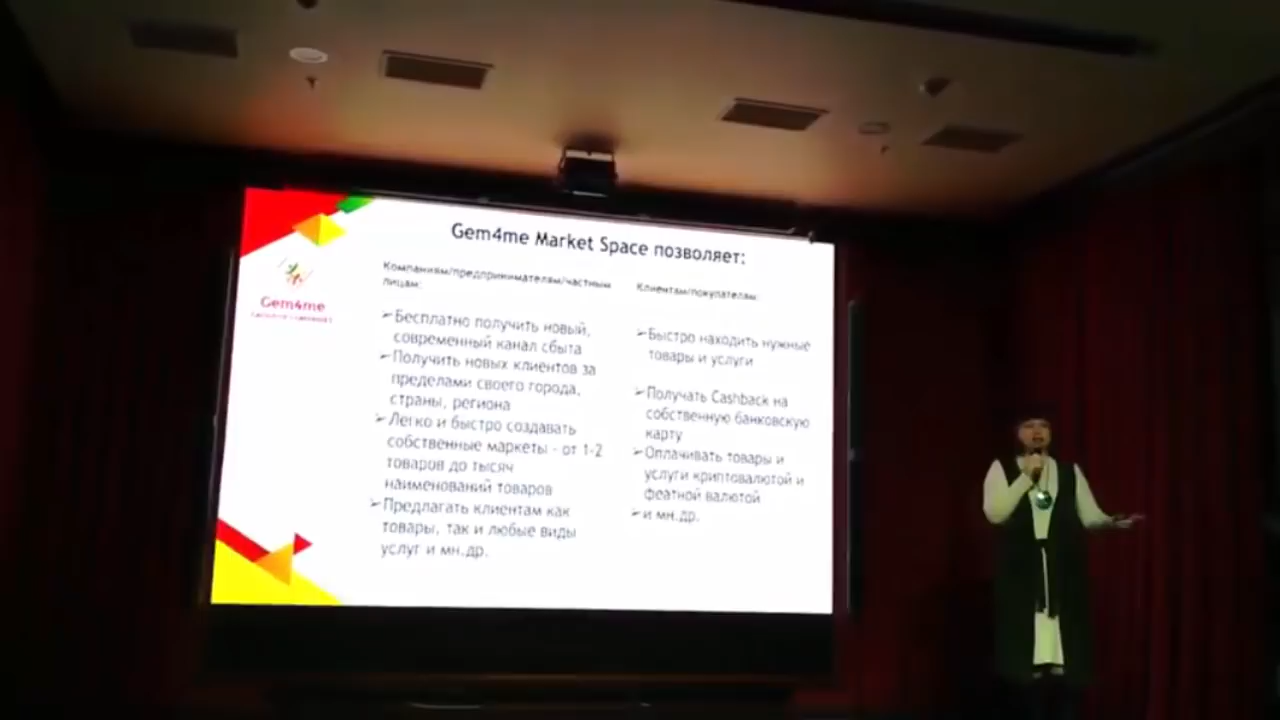 Gem4me Market Space позволяет:
Gem4me
Компаниям/предпринимателям/частным
лицам:
➢Бесплатно получить новый,
современный канал сбыта
➢Получить новых клиентов за
пределами своего города,
страны, региона
➢Легко и быстро создавать
собственные маркеты - от 1-2
товаров до тысяч
наименований товаров
➢Предлагать клиентам как
товары, так и любые виды
услуг и мн.др.
Клиентам/покупателям:
➢Быстро находить нужные
товары и услуги
➢Получать Cashback на
собственную банковскую
карту
➢Оплачивать товары и
услуги криптовалютой и
феатной валютой
➢и мн.др.